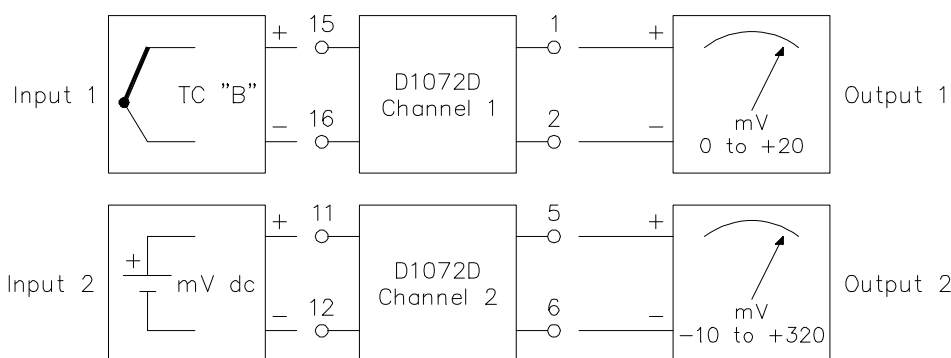 + 15 1 +
Input 1 TC "B" D1072D Channel 1 Output 1
- 16 2 -
mV
0 to +20
+ 11 5 +
Input 2 + mV dc D1072D Channel 2 Output 2
- 12 6 -
mV
-10 to +320